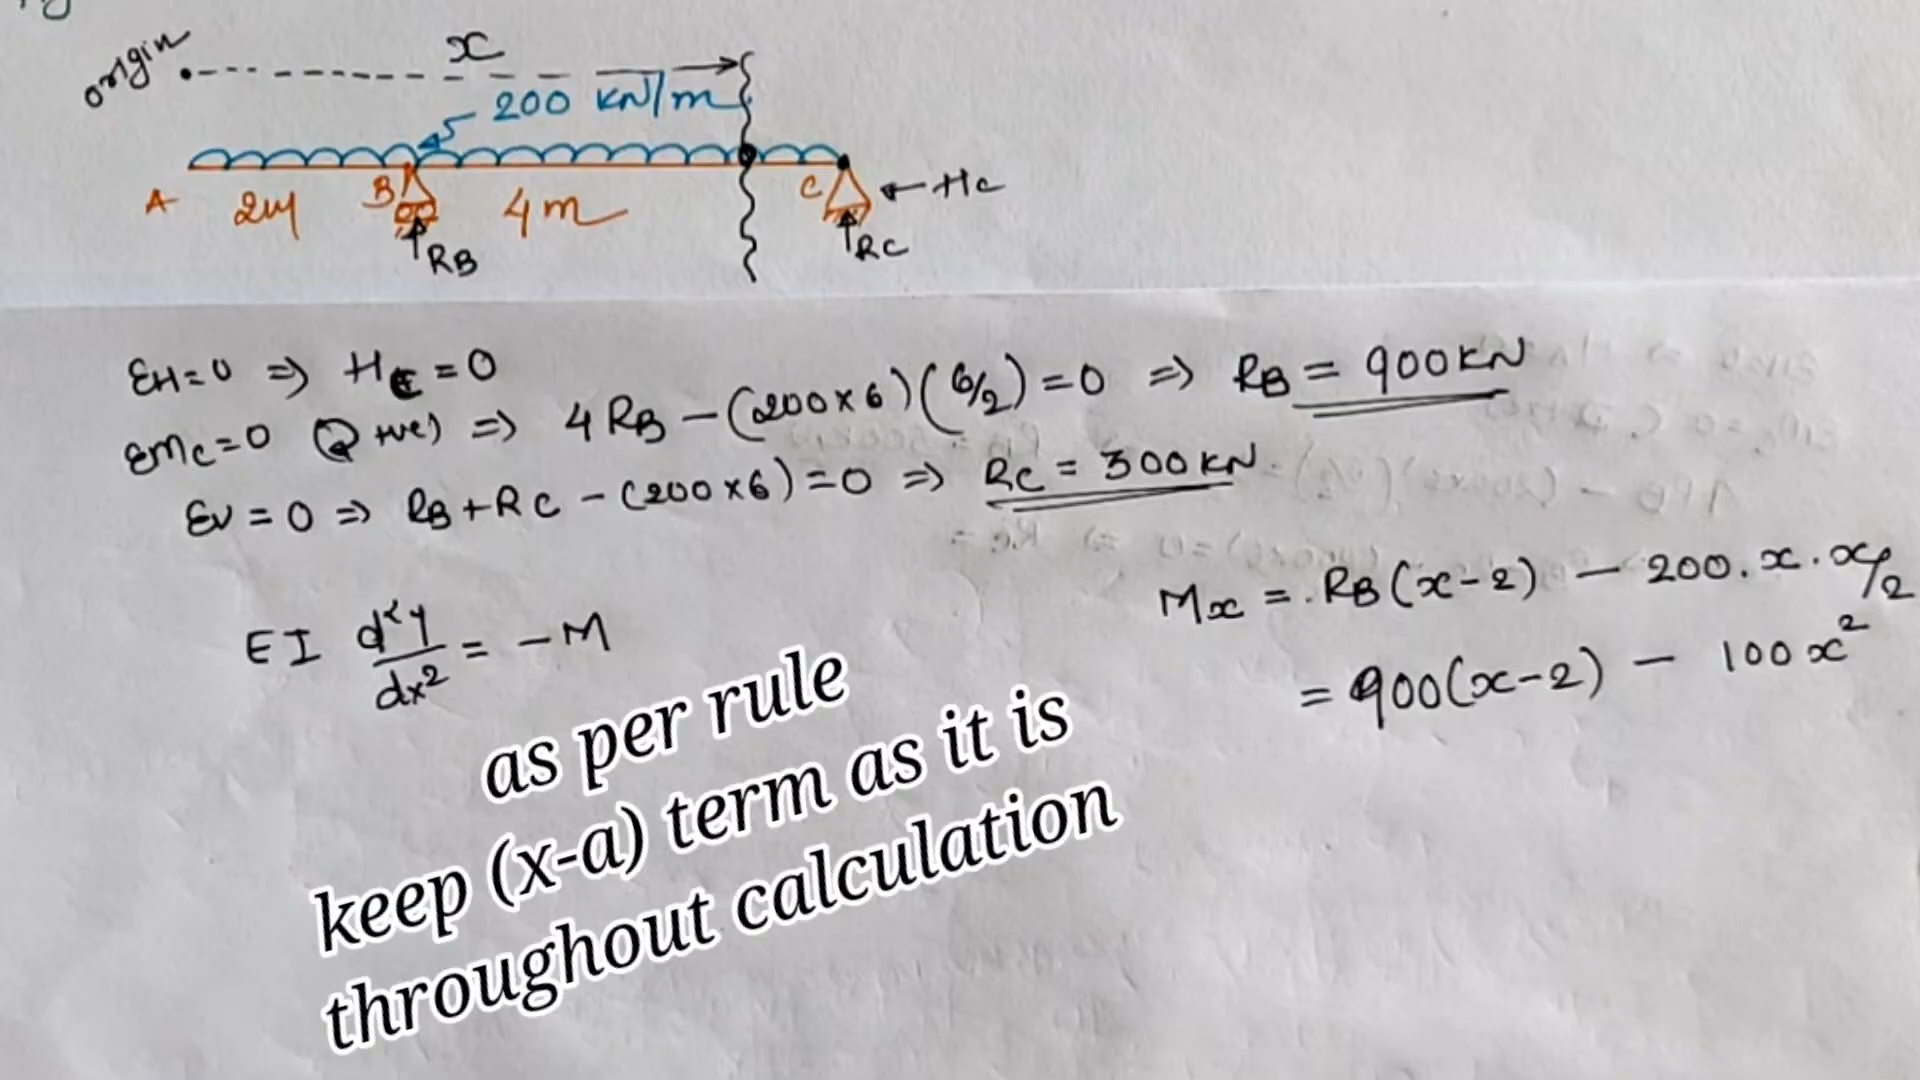 origin
x
200 KN/m
A 2m B 4m C ← Hc
↑RB ↑RC
ΣH=0 ⇒ Hc = 0
Σmc=0 (↻ +ve) ⇒ 4RB - (200×6)(6/2) = 0 ⇒ RB = 900KN
ΣV = 0 ⇒ RB + RC - (200×6) = 0 ⇒ RC = 300KN
EI d²y/dx² = -M
Mx = RB(x-2) - 200.x.x/2
= 900(x-2) - 100x²
as per rule
keep (x-a) term as it is
throughout calculation